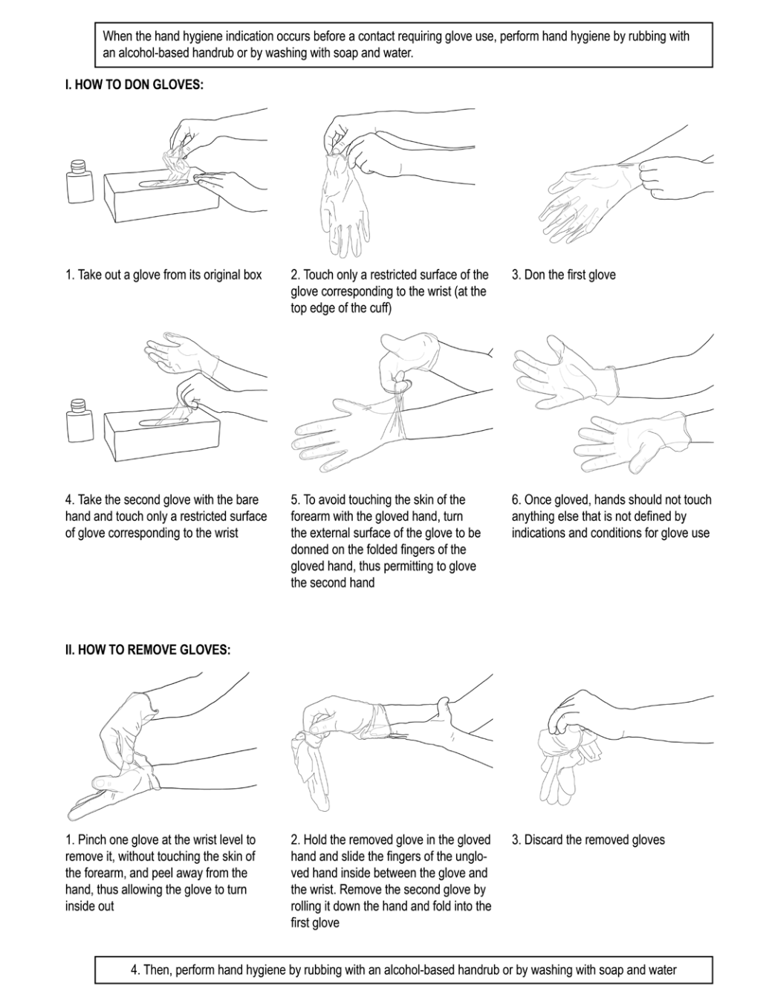 When the hand hygiene indication occurs before a contact requiring glove use, perform hand hygiene by rubbing with
an alcohol-based handrub or by washing with soap and water.
I. HOW TO DON GLOVES:
1. Take out a glove from its original box
2. Touch only a restricted surface of the
glove corresponding to the wrist (at the
top edge of the cuff)
3. Don the first glove
4. Take the second glove with the bare
hand and touch only a restricted surface
of glove corresponding to the wrist
5. To avoid touching the skin of the
forearm with the gloved hand, turn
the external surface of the glove to be
donned on the folded fingers of the
gloved hand, thus permitting to glove
the second hand
6. Once gloved, hands should not touch
anything else that is not defined by
indications and conditions for glove use
II. HOW TO REMOVE GLOVES:
1. Pinch one glove at the wrist level to
remove it, without touching the skin of
the forearm, and peel away from the
hand, thus allowing the glove to turn
inside out
2. Hold the removed glove in the gloved
hand and slide the fingers of the unglo-
ved hand inside between the glove and
the wrist. Remove the second glove by
rolling it down the hand and fold into the
first glove
3. Discard the removed gloves
4. Then, perform hand hygiene by rubbing with an alcohol-based handrub or by washing with soap and water